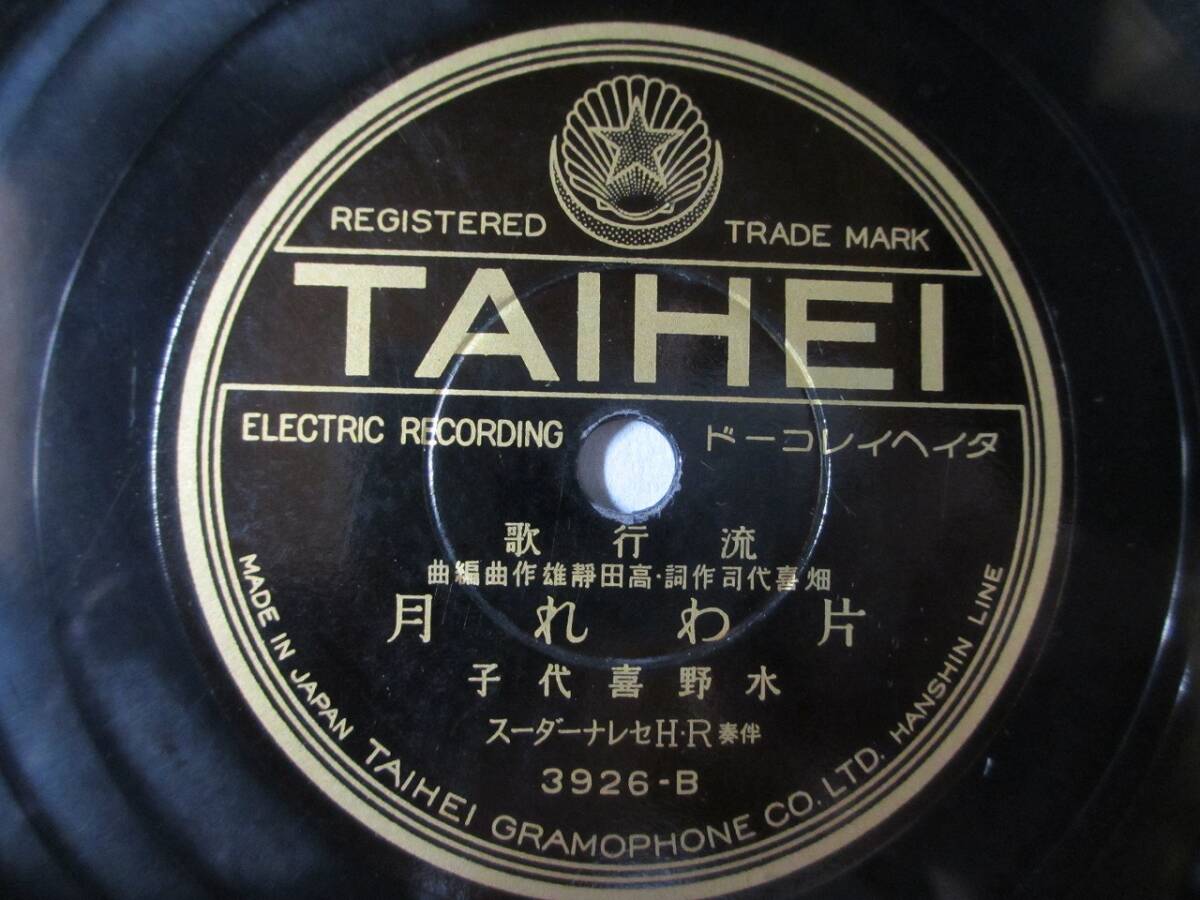 REGISTERED TRADE MARK
TAIHEI
ELECTRIC RECORDING
タイヘイレコード
流行歌
畑喜代司作詞・高田靜雄作曲編曲
片われ月
水野喜代子
伴奏R・Hセレナーダース
3926-B
MADE IN JAPAN TAIHEI GRAMOPHONE CO. LTD. HANSHIN LINE